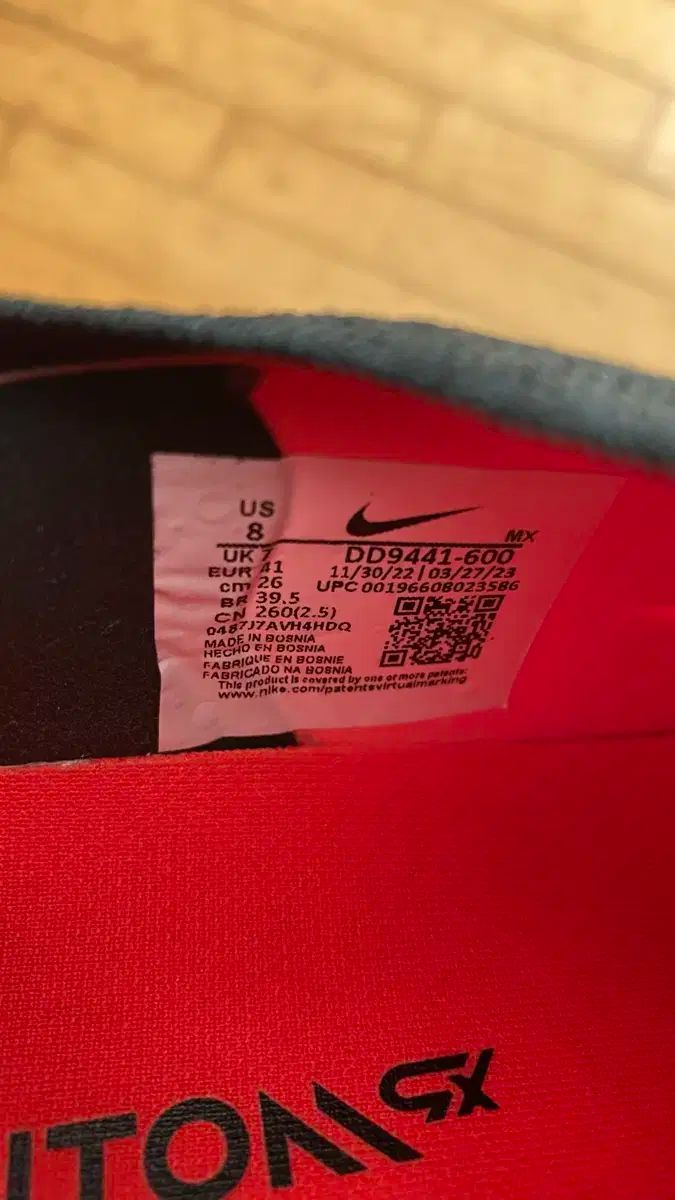 US
8
UK 7
EUR 41
cm 26
BR 39.5
CN 260(2.5)
0487J7AVH4HDQ
MADE IN BOSNIA
HECHO EN BOSNIA
FABRIQUE EN BOSNIE
FABRICADO NA BOSNIA
MX
DD9441-600
11/30/22 | 03/27/23
UPC 00196608023586
This product is covered by one or more patents:
www.nike.com/patentsvirtualmarking
NTOM GX